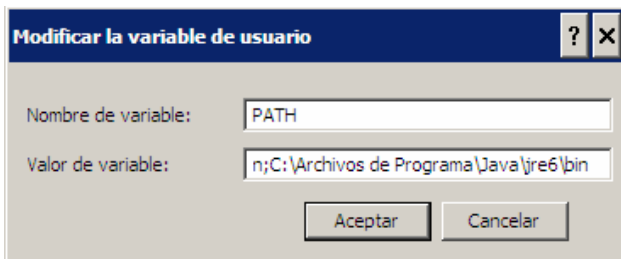 Modificar la variable de usuario
Nombre de variable: PATH
Valor de variable: n;C:\Archivos de Programa\Java\jre6\bin
Aceptar Cancelar